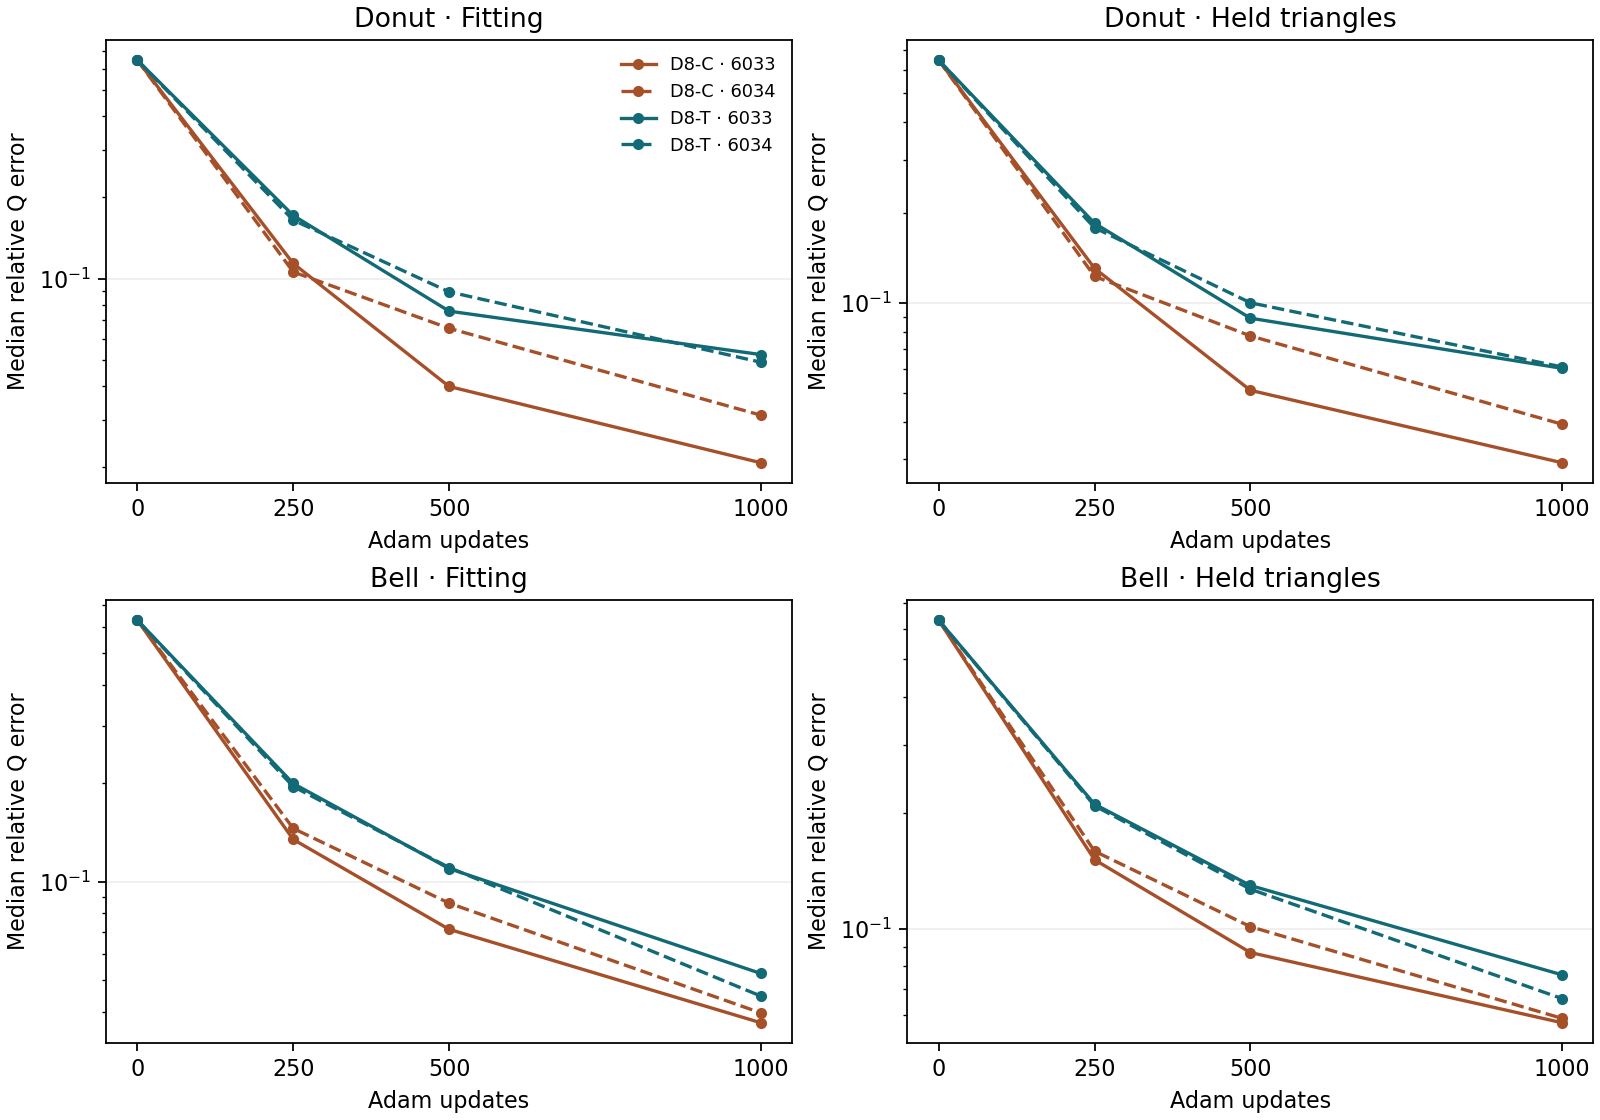 Donut · Fitting
Median relative Q error
10⁻¹
D8-C · 6033
D8-C · 6034
D8-T · 6033
D8-T · 6034
0 250 500 1000
Adam updates
Donut · Held triangles
Median relative Q error
10⁻¹
0 250 500 1000
Adam updates
Bell · Fitting
Median relative Q error
10⁻¹
0 250 500 1000
Adam updates
Bell · Held triangles
Median relative Q error
10⁻¹
0 250 500 1000
Adam updates